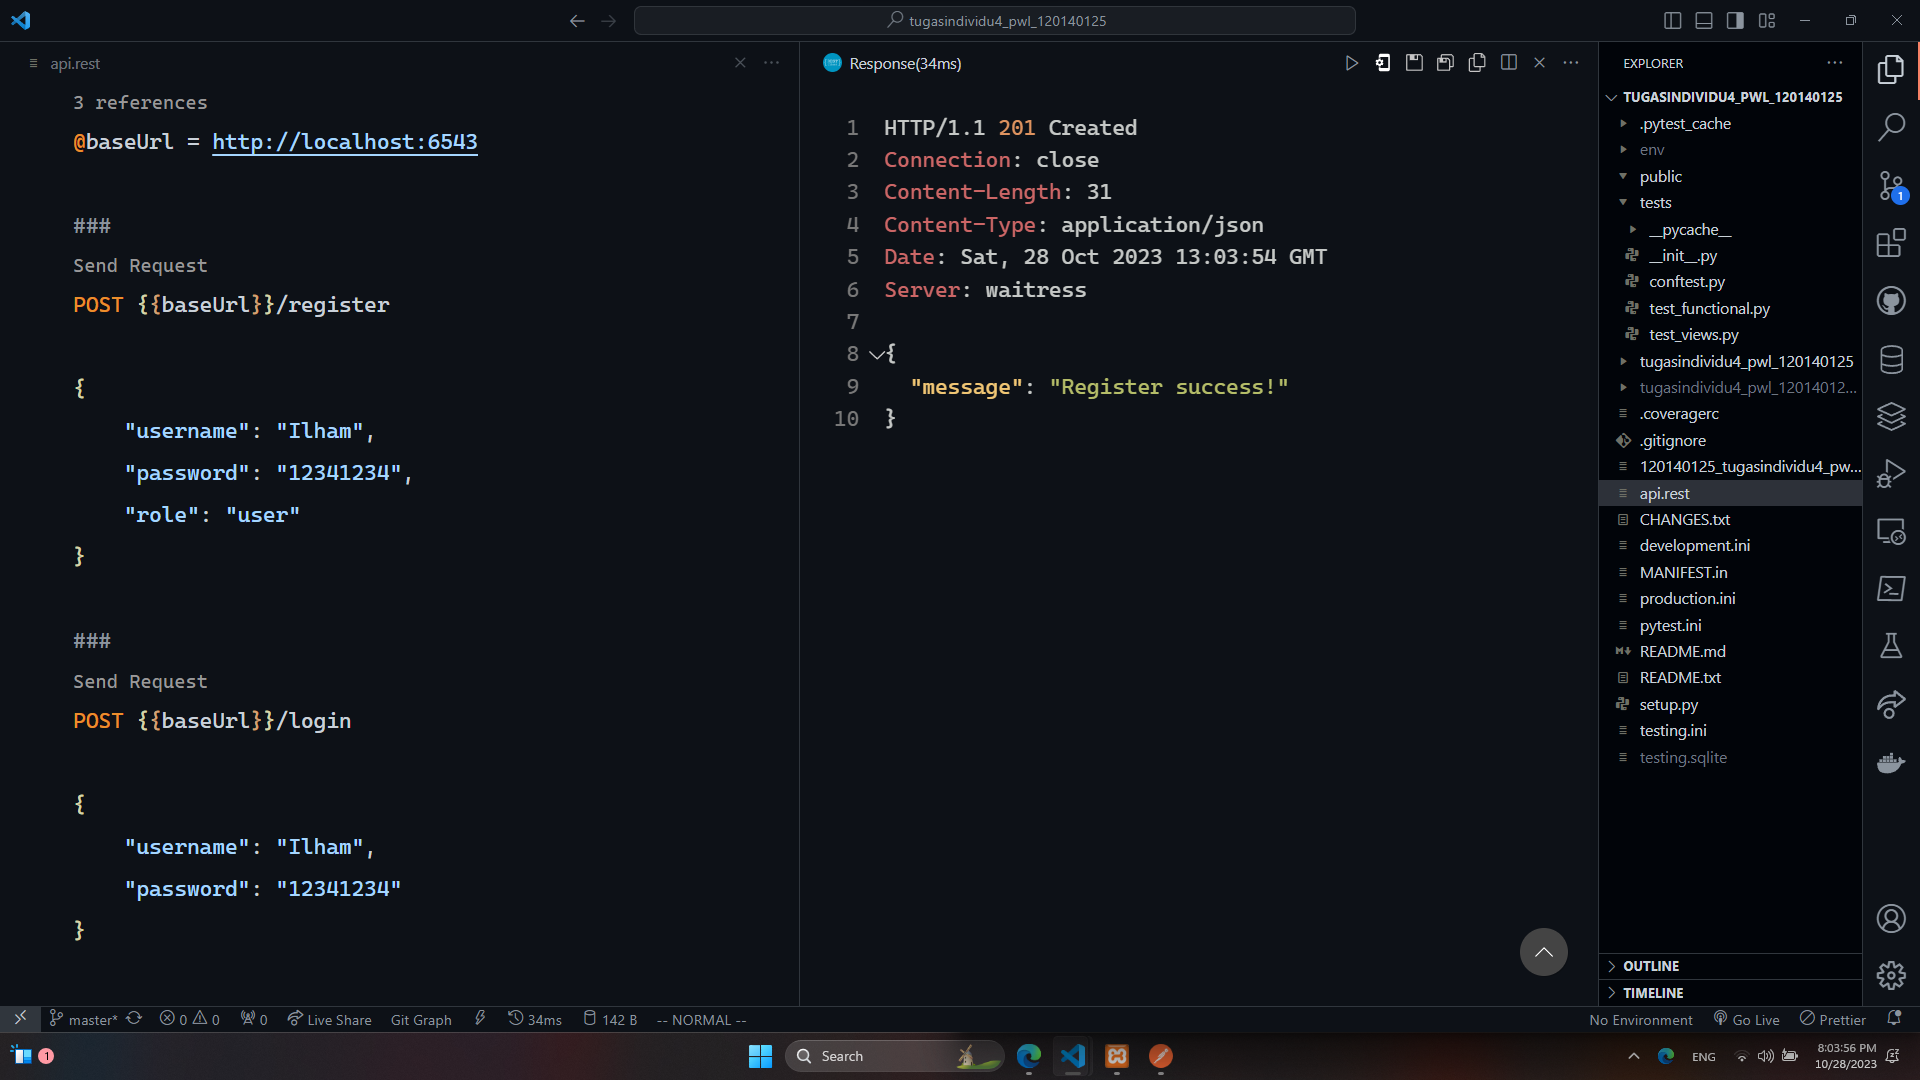 tugasindividu4_pwl_120140125
api.rest
3 references
@baseUrl = http://localhost:6543
###
Send Request
POST {{baseUrl}}/register
{
"username": "Ilham",
"password": "12341234",
"role": "user"
}
###
Send Request
POST {{baseUrl}}/login
{
"username": "Ilham",
"password": "12341234"
}
Response(34ms)
1 HTTP/1.1 201 Created
2 Connection: close
3 Content-Length: 31
4 Content-Type: application/json
5 Date: Sat, 28 Oct 2023 13:03:54 GMT
6 Server: waitress
7
8 {
9 "message": "Register success!"
10 }
EXPLORER
TUGASINDIVIDU4_PWL_120140125
.pytest_cache
env
public
tests
__pycache__
__init__.py
conftest.py
test_functional.py
test_views.py
tugasindividu4_pwl_120140125
tugasindividu4_pwl_12014012...
.coveragerc
.gitignore
120140125_tugasindividu4_pw...
api.rest
CHANGES.txt
development.ini
MANIFEST.in
production.ini
pytest.ini
README.md
README.txt
setup.py
testing.ini
testing.sqlite
OUTLINE
TIMELINE
1
master* 0 0 0 Live Share Git Graph 34ms 142 B -- NORMAL -- No Environment Go Live Prettier
1 Search ENG 8:03:56 PM
10/28/2023